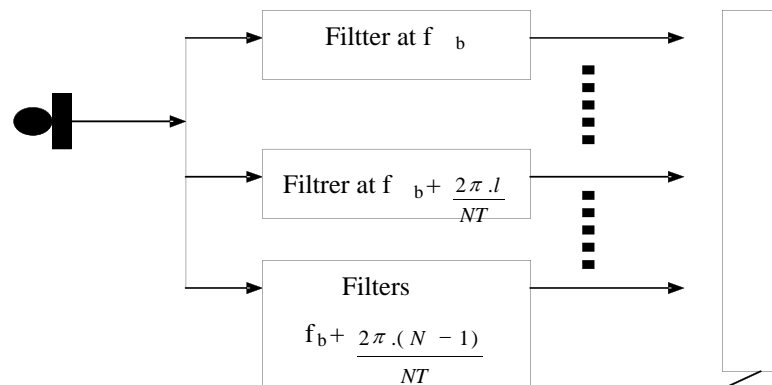 Filtter at f b
Filtrer at f b + 2π.l / NT
Filters
f b + 2π.( N - 1) / NT